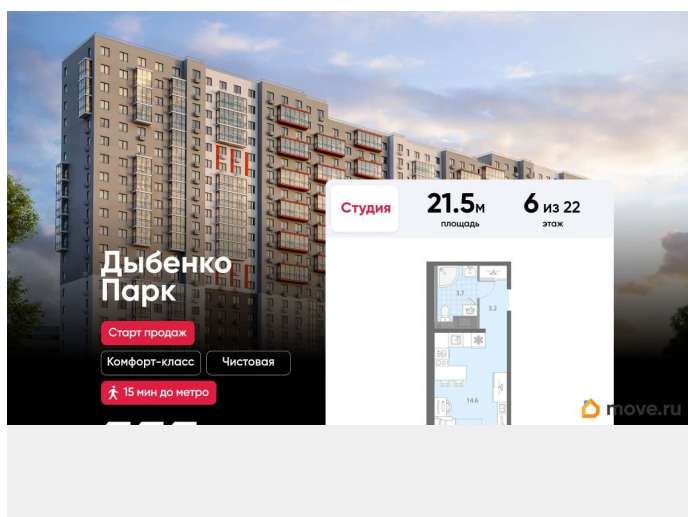 Студия
21.5м
площадь
6 из 22
этаж
Дыбенко
Парк
Старт продаж
Комфорт-класс
Чистовая
15 мин до метро
3.7
3.2
14.6
move.ru